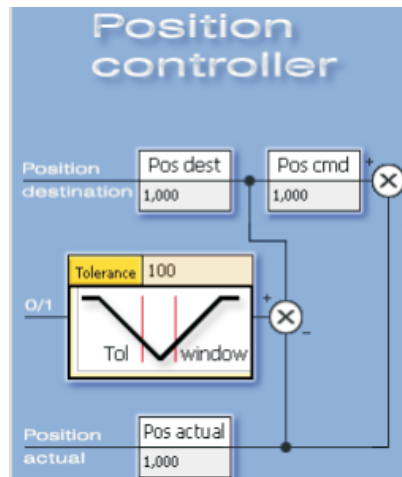 Position
controller
Position
destination
Pos dest
1,000
Pos cmd
1,000
+
Tolerance 100
0/1
Tol window
+
-
Position
actual
Pos actual
1,000